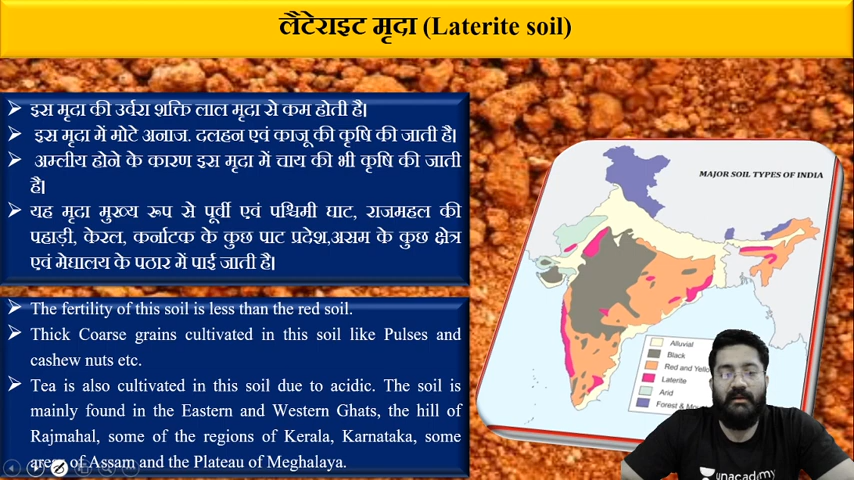 लैटेराइट मृदा (Laterite soil)
इस मृदा की उर्वरा शक्ति लाल मृदा से कम होती है।
इस मृदा में मोटे अनाज. दलहन एवं काजू की कृषि की जाती है।
अम्लीय होने के कारण इस मृदा में चाय की भी कृषि की जाती
है।
यह मृदा मुख्य रूप से पूर्वी एवं पश्चिमी घाट, राजमहल की
पहाड़ी, केरल, कर्नाटक के कुछ पाट प्रदेश,असम के कुछ क्षेत्र
एवं मेघालय के पठार में पाई जाती है।
The fertility of this soil is less than the red soil.
Thick Coarse grains cultivated in this soil like Pulses and
cashew nuts etc.
Tea is also cultivated in this soil due to acidic. The soil is
mainly found in the Eastern and Western Ghats, the hill of
Rajmahal, some of the regions of Kerala, Karnataka, some
areas of Assam and the Plateau of Meghalaya.
MAJOR SOIL TYPES OF INDIA
Alluvial
Black
Red and Yello
Laterite
Arid
Forest & Mo
unacademy